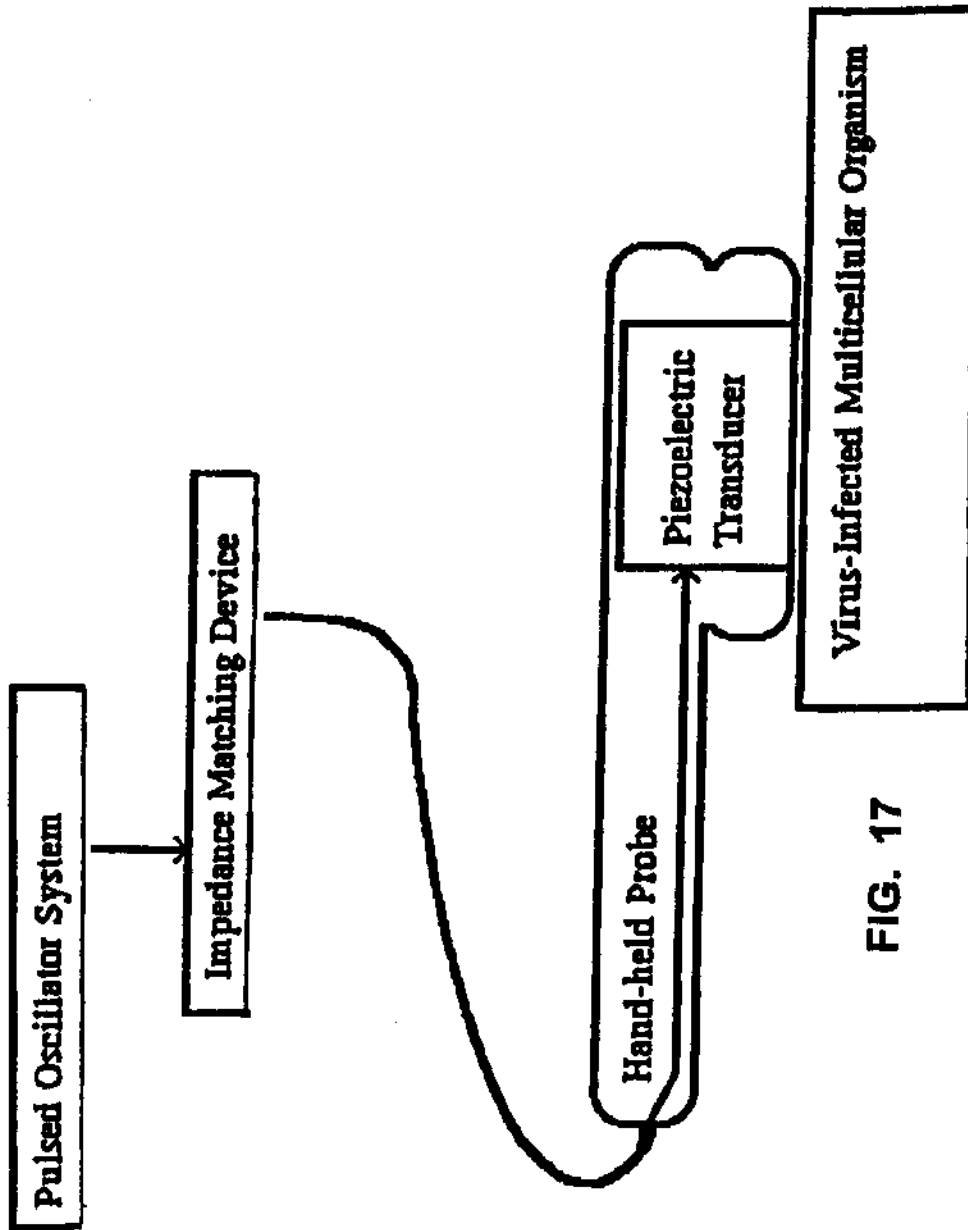 Pulsed Oscillator System
Impedance Matching Device
Hand-held Probe
Piezoelectric
Transducer
Virus-Infected Multicellular Organism
FIG. 17